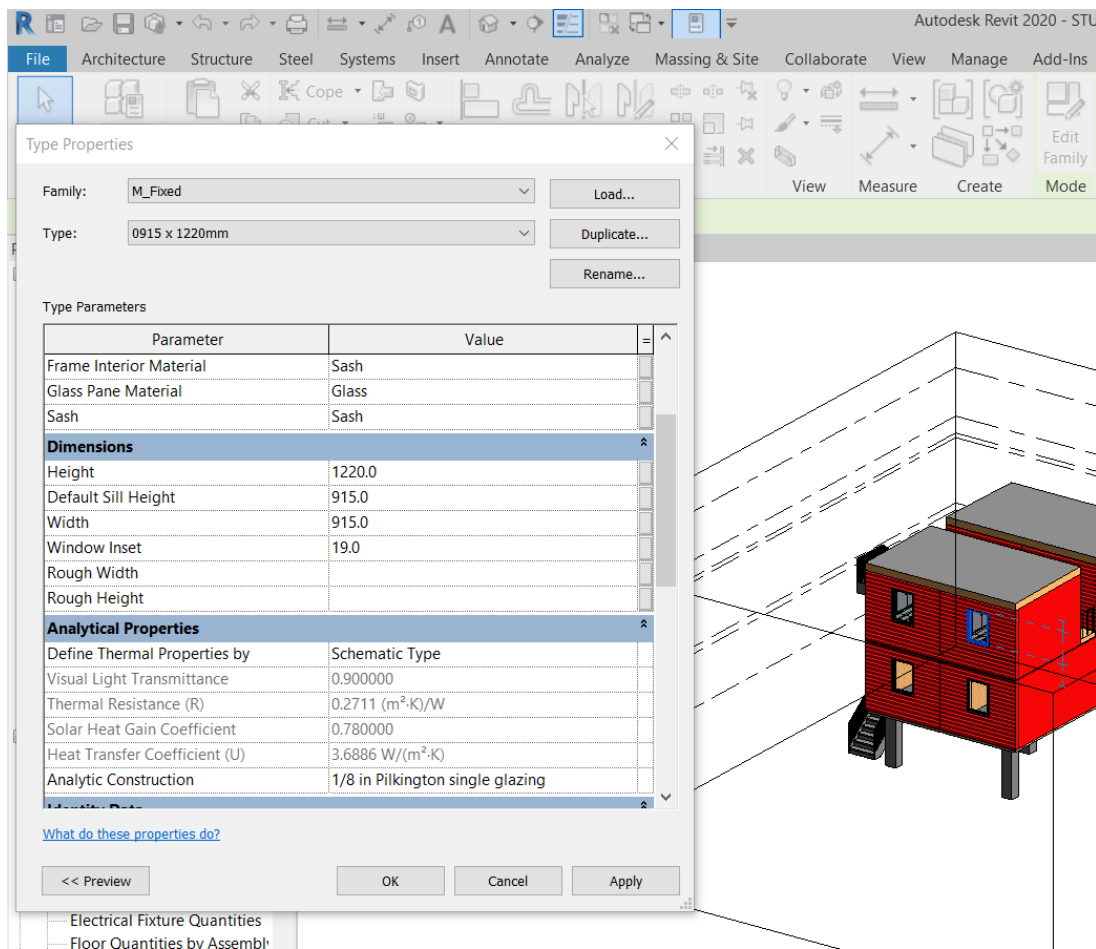 Autodesk Revit 2020 - STU
File Architecture Structure Steel Systems Insert Annotate Analyze Massing & Site Collaborate View Manage Add-Ins
Cope
Cut
Edit
Family
View Measure Create Mode
Type Properties
Family: M_Fixed Load...
Type: 0915 x 1220mm Duplicate...
Rename...
Type Parameters
Parameter Value =
Frame Interior Material Sash
Glass Pane Material Glass
Sash Sash
Dimensions
Height 1220.0
Default Sill Height 915.0
Width 915.0
Window Inset 19.0
Rough Width
Rough Height
Analytical Properties
Define Thermal Properties by Schematic Type
Visual Light Transmittance 0.900000
Thermal Resistance (R) 0.2711 (m²·K)/W
Solar Heat Gain Coefficient 0.780000
Heat Transfer Coefficient (U) 3.6886 W/(m²·K)
Analytic Construction 1/8 in Pilkington single glazing
Identity Data
What do these properties do?
<< Preview OK Cancel Apply
Electrical Fixture Quantities
Floor Quantities by Assembly